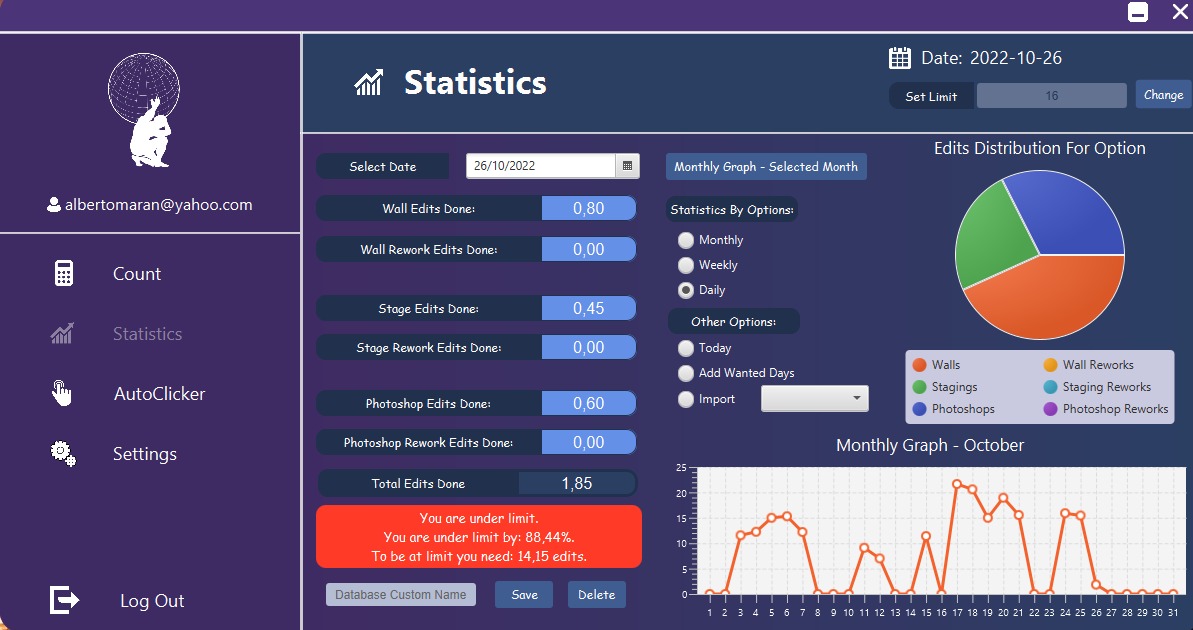 Statistics
Date: 2022-10-26
Set Limit 16 Change
albertomaran@yahoo.com
Count
Statistics
AutoClicker
Settings
Log Out
Select Date 26/10/2022
Wall Edits Done: 0,80
Wall Rework Edits Done: 0,00
Stage Edits Done: 0,45
Stage Rework Edits Done: 0,00
Photoshop Edits Done: 0,60
Photoshop Rework Edits Done: 0,00
Total Edits Done 1,85
You are under limit.
You are under limit by: 88,44%.
To be at limit you need: 14,15 edits.
Database Custom Name Save Delete
Monthly Graph - Selected Month
Statistics By Options:
Monthly
Weekly
Daily
Other Options:
Today
Add Wanted Days
Import
Edits Distribution For Option
Walls Wall Reworks
Stagings Staging Reworks
Photoshops Photoshop Reworks
Monthly Graph - October
25
20
15
10
5
0
1 2 3 4 5 6 7 8 9 10 11 12 13 14 15 16 17 18 19 20 21 22 23 24 25 26 27 28 29 30 31